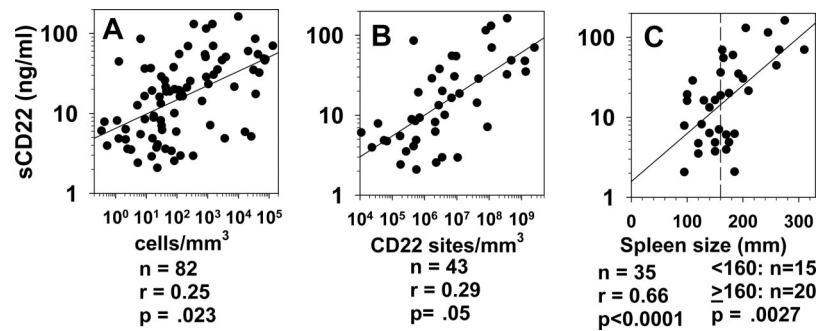 A
B
C
sCD22 (ng/ml)
100
10
1
100
10
1
100
10
1
10⁰ 10¹ 10² 10³ 10⁴ 10⁵
10⁴ 10⁵ 10⁶ 10⁷ 10⁸ 10⁹
0 100 200 300
cells/mm³
CD22 sites/mm³
Spleen size (mm)
n = 82
r = 0.25
p = .023
n = 43
r = 0.29
p= .05
n = 35
r = 0.66
p<0.0001
<160: n=15
≥160: n=20
p = .0027